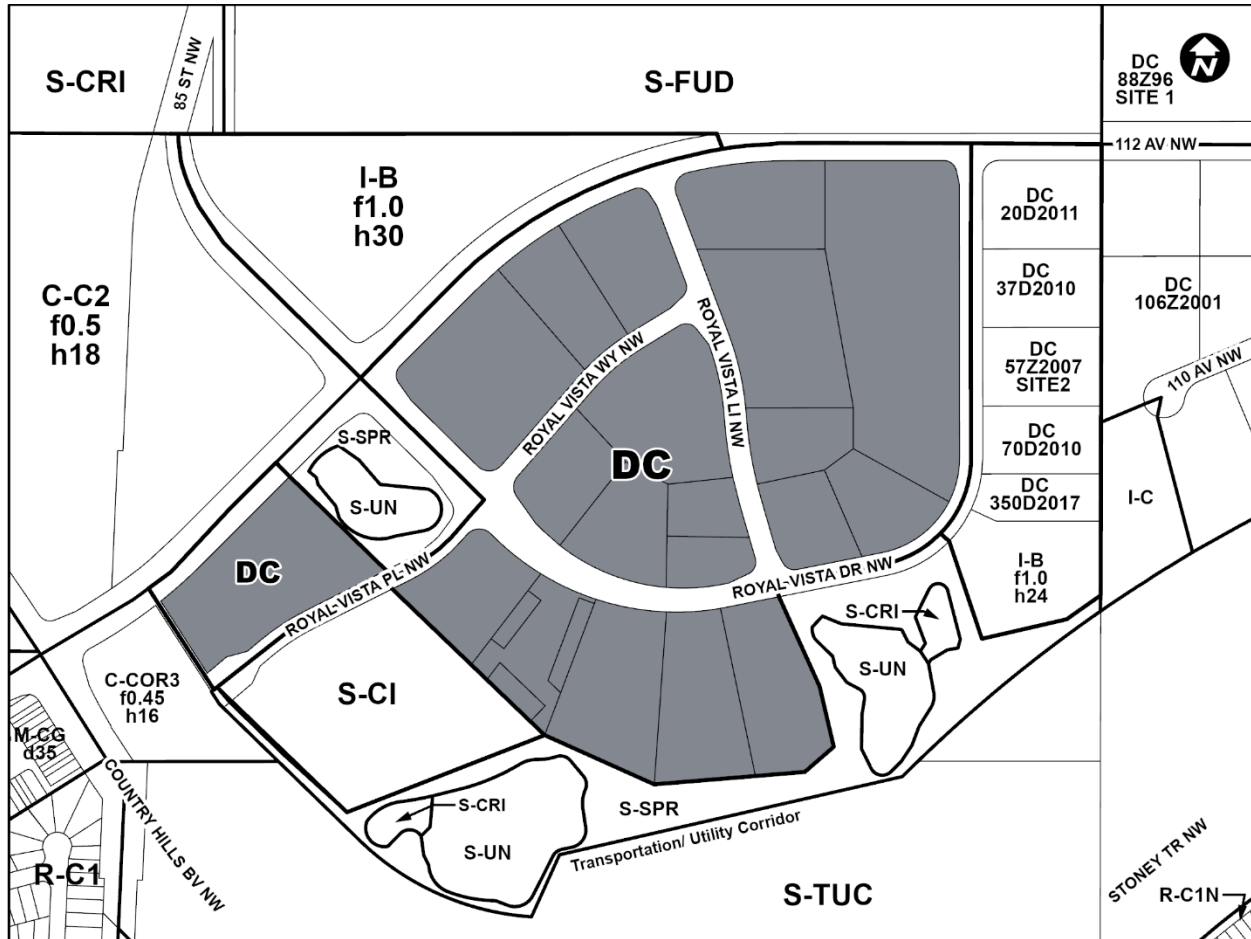 S-CRI
85 ST NW
S-FUD
DC
88Z96
SITE 1
N
112 AV NW
I-B
f1.0
h30
DC
20D2011
C-C2
f0.5
h18
DC
37D2010
DC
106Z2001
ROYAL VISTA WY NW
ROYAL VISTA LI NW
DC
57Z2007
SITE2
110 AV NW
S-SPR
DC
DC
70D2010
S-UN
DC
350D2017
I-C
DC
ROYAL VISTA PL NW
ROYAL VISTA DR NW
I-B
f1.0
h24
S-CRI
S-UN
C-COR3
f0.45
h16
S-CI
M-CG
d35
COUNTRY HILLS BV NW
S-CRI
S-SPR
S-UN
Transportation/ Utility Corridor
R-C1
S-TUC
STONEY TR NW
R-C1N